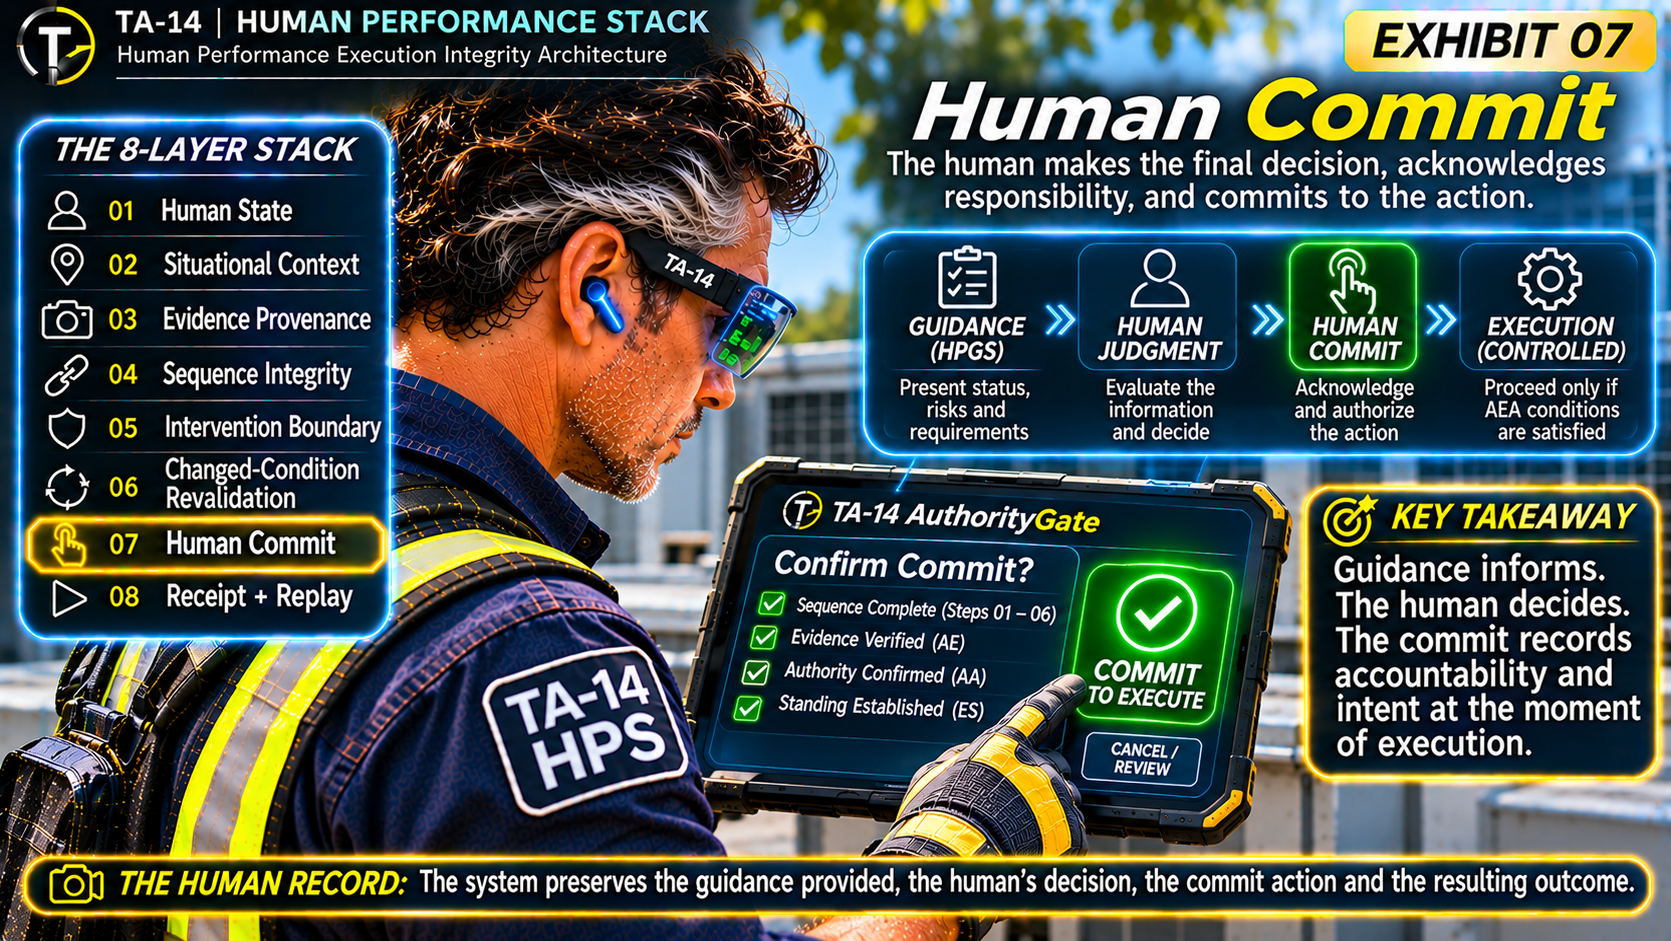 TA-14 | HUMAN PERFORMANCE STACK
Human Performance Execution Integrity Architecture
EXHIBIT 07
Human Commit
The human makes the final decision, acknowledges
responsibility, and commits to the action.
THE 8-LAYER STACK
01 Human State
02 Situational Context
03 Evidence Provenance
04 Sequence Integrity
05 Intervention Boundary
06 Changed-Condition
Revalidation
07 Human Commit
08 Receipt + Replay
GUIDANCE
(HPGS)
Present status,
risks and
requirements
HUMAN
JUDGMENT
Evaluate the
information
and decide
HUMAN
COMMIT
Acknowledge
and authorize
the action
EXECUTION
(CONTROLLED)
Proceed only if
AEA conditions
are satisfied
TA-14
TA-14 AuthorityGate
Confirm Commit?
Sequence Complete (Steps 01 – 06)
Evidence Verified (AE)
Authority Confirmed (AA)
Standing Established (ES)
COMMIT
TO EXECUTE
CANCEL /
REVIEW
KEY TAKEAWAY
Guidance informs.
The human decides.
The commit records
accountability and
intent at the moment
of execution.
TA-14
HPS
THE HUMAN RECORD: The system preserves the guidance provided, the human's decision, the commit action and the resulting outcome.